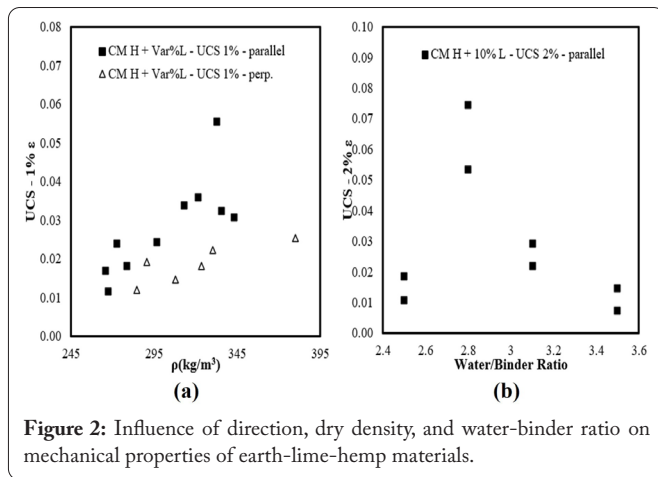 0.08
0.07
0.06
0.05
0.04
0.03
0.02
0.01
0.00
UCS - 1% ε
■ CM H + Var%L - UCS 1% - parallel
△ CM H + Var%L - UCS 1% - perp.
245 295 345 395
ρ(kg/m³)
(a)
0.10
0.09
0.08
0.07
0.06
0.05
0.04
0.03
0.02
0.01
0.00
UCS - 2% ε
■ CM H + 10% L - UCS 2% - parallel
2.4 2.6 2.8 3 3.2 3.4 3.6
Water/Binder Ratio
(b)
Figure 2: Influence of direction, dry density, and water-binder ratio on
mechanical properties of earth-lime-hemp materials.